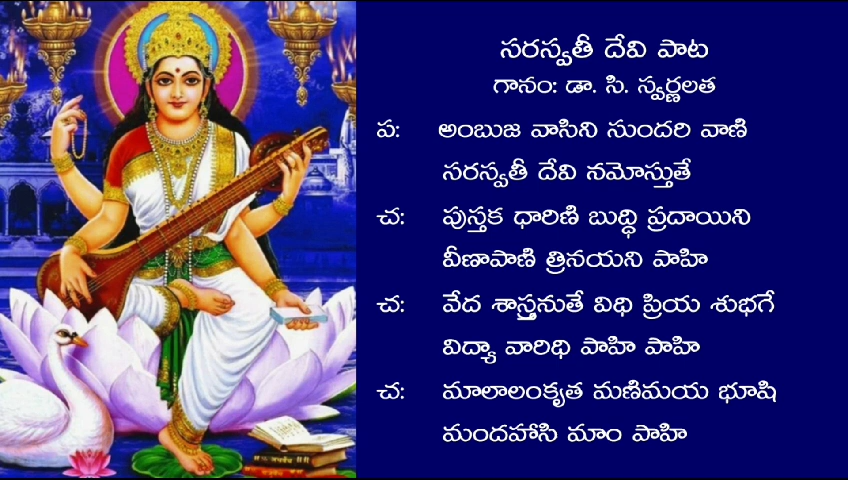 సరస్వతీ దేవి పాట
గానం: డా. సి. స్వర్ణలత
ప: అంబుజ వాసిని సుందరి వాణి
సరస్వతీ దేవి నమోస్తుతే
చ: పుస్తక ధారిణి బుద్ధి ప్రదాయిని
వీణాపాణి త్రినయని పాహి
చ: వేద శాస్త్రనుతే విధి ప్రియ శుభగే
విద్యా వారిధి పాహి పాహి
చ: మాలాలంకృత మణిమయ భూషి
మందహాసి మాం పాహి